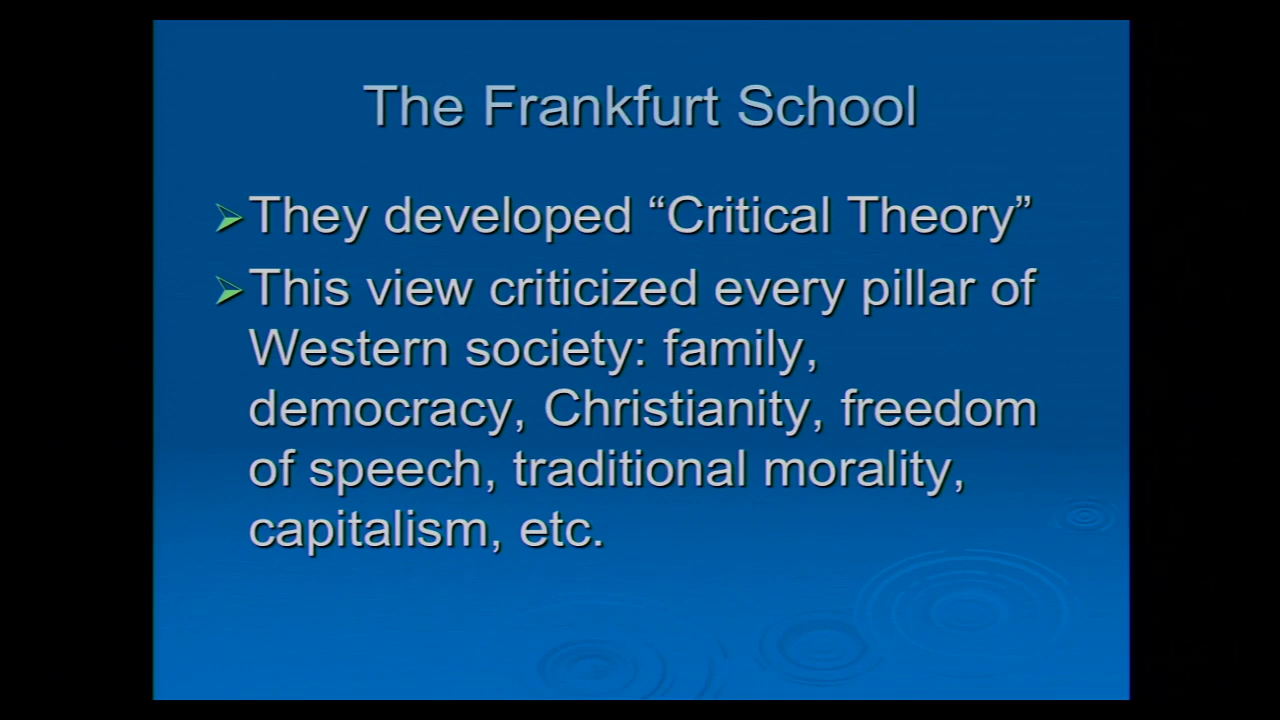 The Frankfurt School
They developed “Critical Theory”
This view criticized every pillar of
Western society: family,
democracy, Christianity, freedom
of speech, traditional morality,
capitalism, etc.